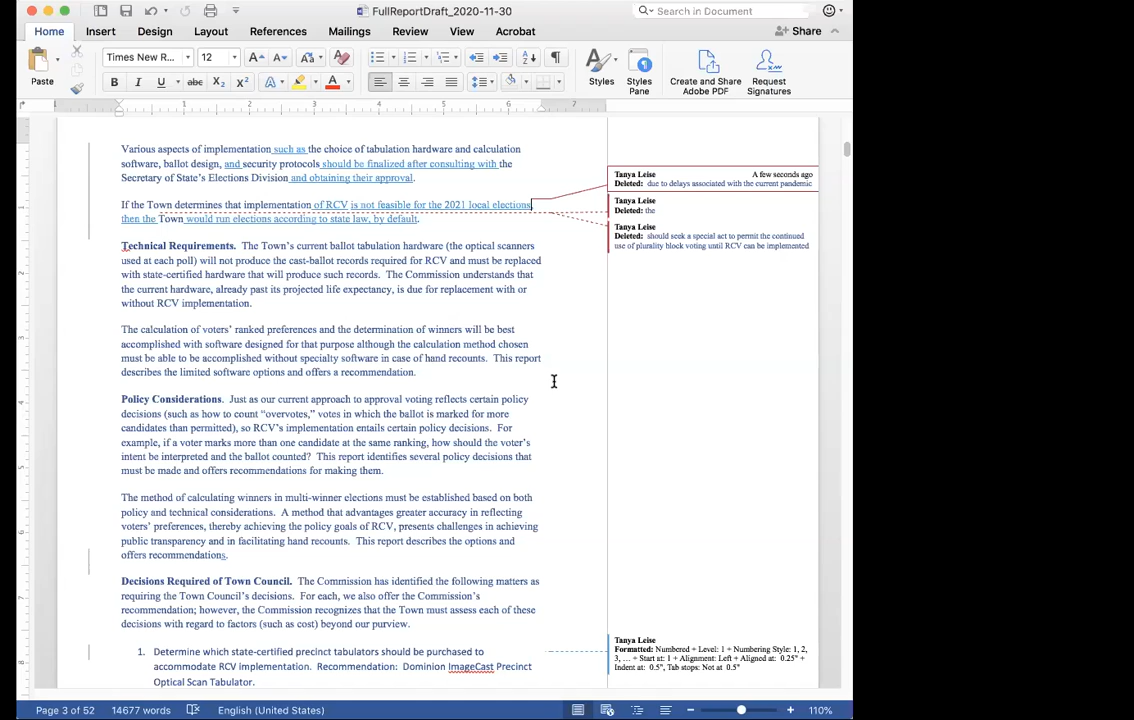 FullReportDraft_2020-11-30
Search in Document
Home Insert Design Layout References Mailings Review View Acrobat Share
Paste
Times New R... 12
Styles Styles Pane Create and Share Adobe PDF Request Signatures
1 1 2 3 4 5 6 7
Various aspects of implementation such as the choice of tabulation hardware and calculation
software, ballot design, and security protocols should be finalized after consulting with the
Secretary of State's Elections Division and obtaining their approval.
If the Town determines that implementation of RCV is not feasible for the 2021 local elections,
then the Town would run elections according to state law, by default.
Technical Requirements. The Town's current ballot tabulation hardware (the optical scanners
used at each poll) will not produce the cast-ballot records required for RCV and must be replaced
with state-certified hardware that will produce such records. The Commission understands that
the current hardware, already past its projected life expectancy, is due for replacement with or
without RCV implementation.
The calculation of voters' ranked preferences and the determination of winners will be best
accomplished with software designed for that purpose although the calculation method chosen
must be able to be accomplished without specialty software in case of hand recounts. This report
describes the limited software options and offers a recommendation.
Policy Considerations. Just as our current approach to approval voting reflects certain policy
decisions (such as how to count "overvotes," votes in which the ballot is marked for more
candidates than permitted), so RCV's implementation entails certain policy decisions. For
example, if a voter marks more than one candidate at the same ranking, how should the voter's
intent be interpreted and the ballot counted? This report identifies several policy decisions that
must be made and offers recommendations for making them.
The method of calculating winners in multi-winner elections must be established based on both
policy and technical considerations. A method that advantages greater accuracy in reflecting
voters' preferences, thereby achieving the policy goals of RCV, presents challenges in achieving
public transparency and in facilitating hand recounts. This report describes the options and
offers recommendations.
Decisions Required of Town Council. The Commission has identified the following matters as
requiring the Town Council's decisions. For each, we also offer the Commission's
recommendation; however, the Commission recognizes that the Town must assess each of these
decisions with regard to factors (such as cost) beyond our purview.
1. Determine which state-certified precinct tabulators should be purchased to
accommodate RCV implementation. Recommendation: Dominion ImageCast Precinct
Optical Scan Tabulator.
Tanya Leise A few seconds ago
Deleted: due to delays associated with the current pandemic
Tanya Leise
Deleted: the
Tanya Leise
Deleted: should seek a special act to permit the continued
use of plurality block voting until RCV can be implemented
Tanya Leise
Formatted: Numbered + Level: 1 + Numbering Style: 1, 2,
3, … + Start at: 1 + Alignment: Left + Aligned at: 0.25" +
Indent at: 0.5", Tab stops: Not at 0.5"
Page 3 of 52 14677 words English (United States) 110%